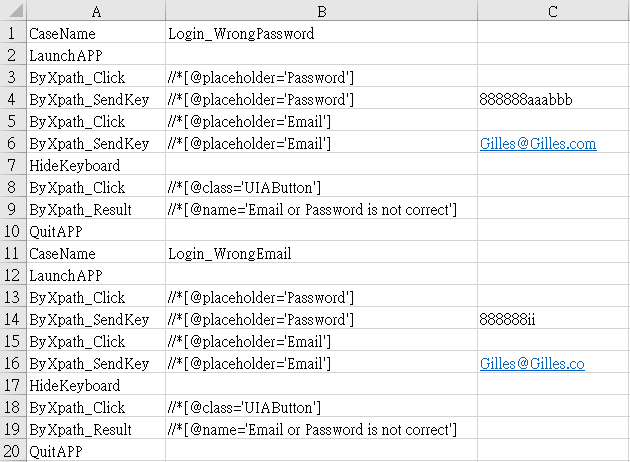 A B C
1 CaseName Login_WrongPassword
2 LaunchAPP
3 ByXpath_Click //*[@placeholder='Password']
4 ByXpath_SendKey //*[@placeholder='Password'] 888888aaabbb
5 ByXpath_Click //*[@placeholder='Email']
6 ByXpath_SendKey //*[@placeholder='Email'] Gilles@Gilles.com
7 HideKeyboard
8 ByXpath_Click //*[@class='UIAButton']
9 ByXpath_Result //*[@name='Email or Password is not correct']
10 QuitAPP
11 CaseName Login_WrongEmail
12 LaunchAPP
13 ByXpath_Click //*[@placeholder='Password']
14 ByXpath_SendKey //*[@placeholder='Password'] 888888ii
15 ByXpath_Click //*[@placeholder='Email']
16 ByXpath_SendKey //*[@placeholder='Email'] Gilles@Gilles.co
17 HideKeyboard
18 ByXpath_Click //*[@class='UIAButton']
19 ByXpath_Result //*[@name='Email or Password is not correct']
20 QuitAPP